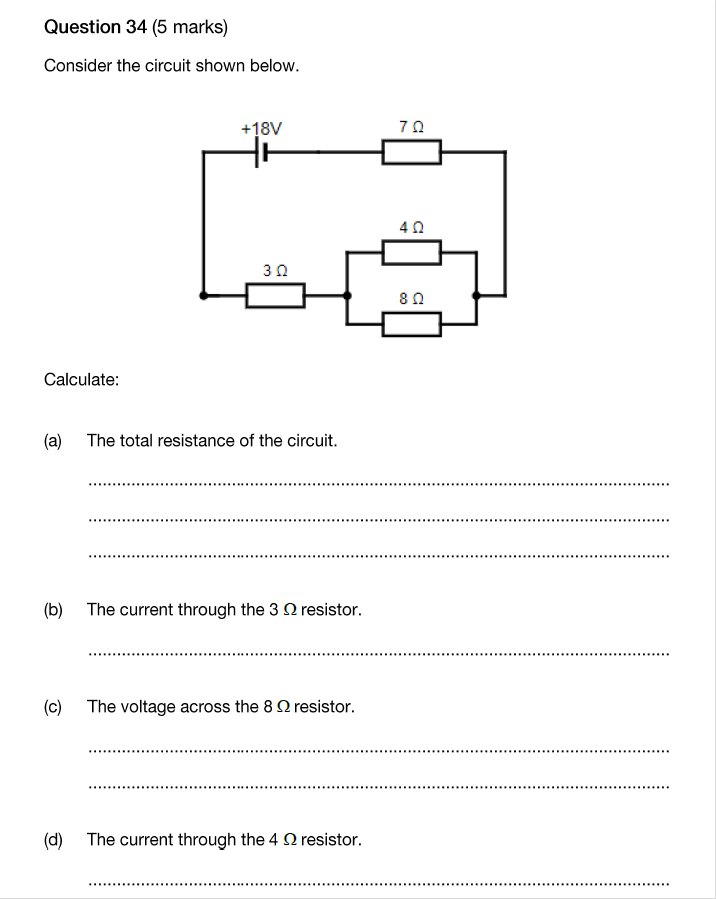 Question 34 (5 marks)
Consider the circuit shown below.
+18V
7 Ω
4 Ω
3 Ω
8 Ω
Calculate:
(a) The total resistance of the circuit.
(b) The current through the 3 Ω resistor.
(c) The voltage across the 8 Ω resistor.
(d) The current through the 4 Ω resistor.